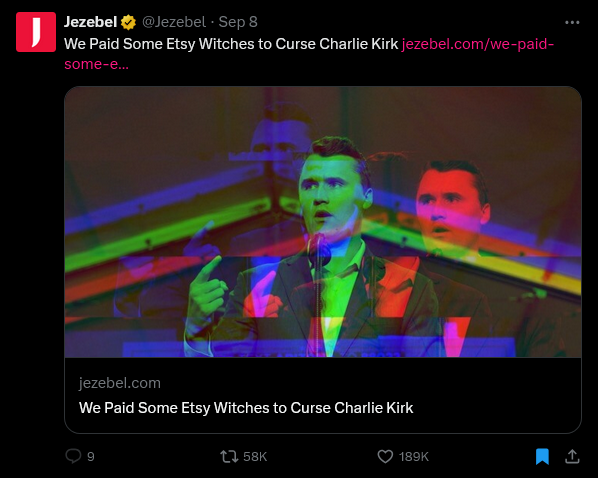 Jezebel @Jezebel · Sep 8
We Paid Some Etsy Witches to Curse Charlie Kirk jezebel.com/we-paid-
some-e...
jezebel.com
We Paid Some Etsy Witches to Curse Charlie Kirk
9 58K 189K